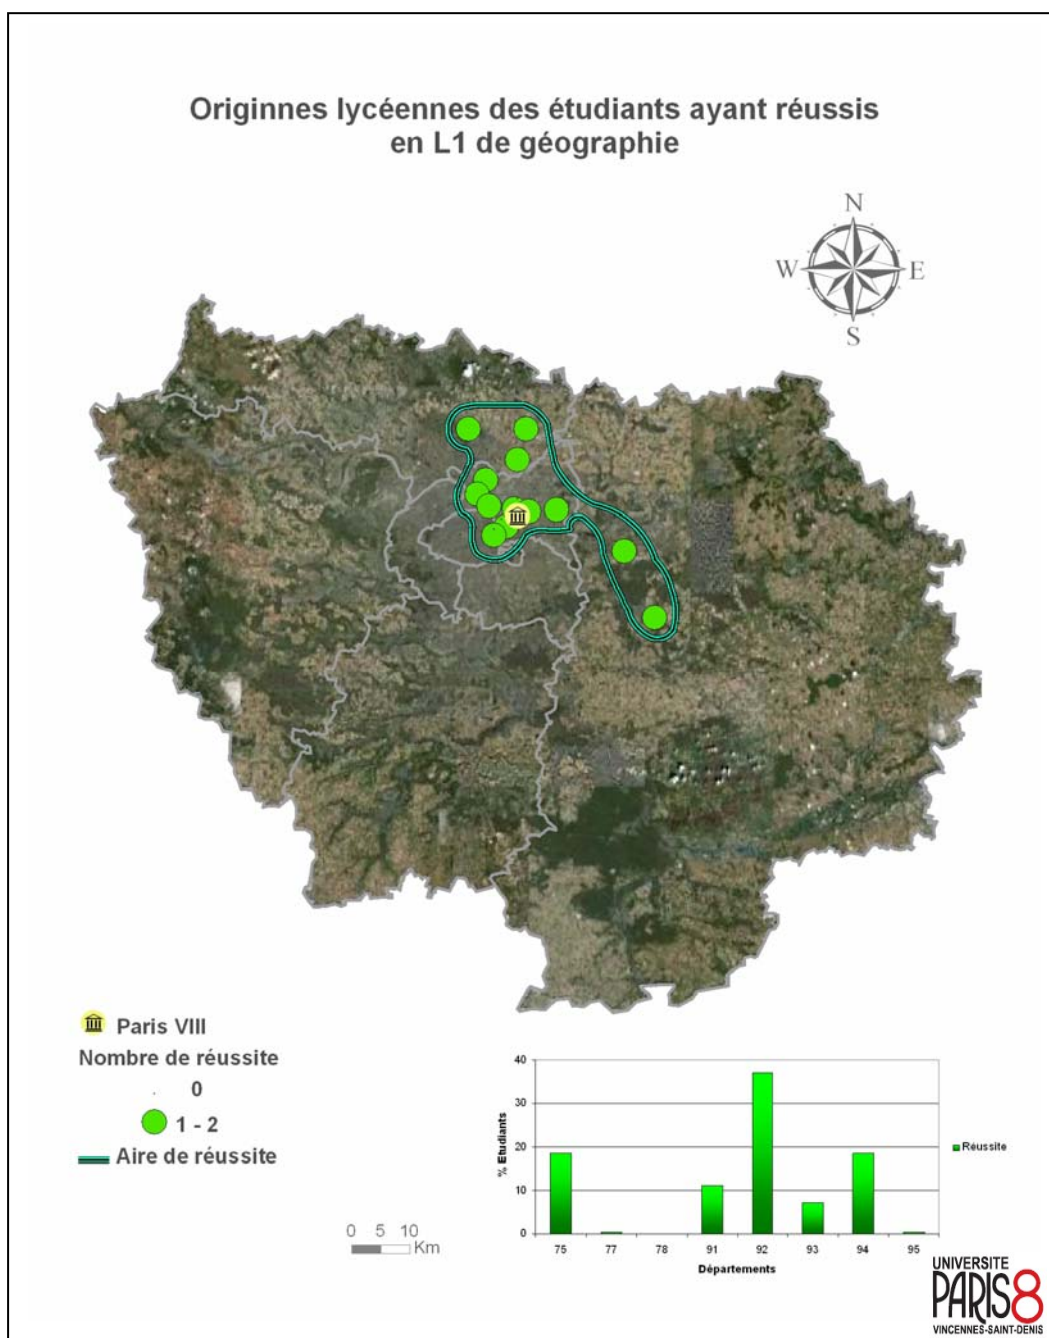 Originnes lycéennes des étudiants ayant réussis
en L1 de géographie
N
W E
S
Paris VIII
Nombre de réussite
0
1 - 2
Aire de réussite
0 5 10
Km
40
30
20
10
0
% Etudiants
75 77 78 91 92 93 94 95
Départements
Réussite
UNIVERSITE
PARIS8
VINCENNES-SAINT-DENIS